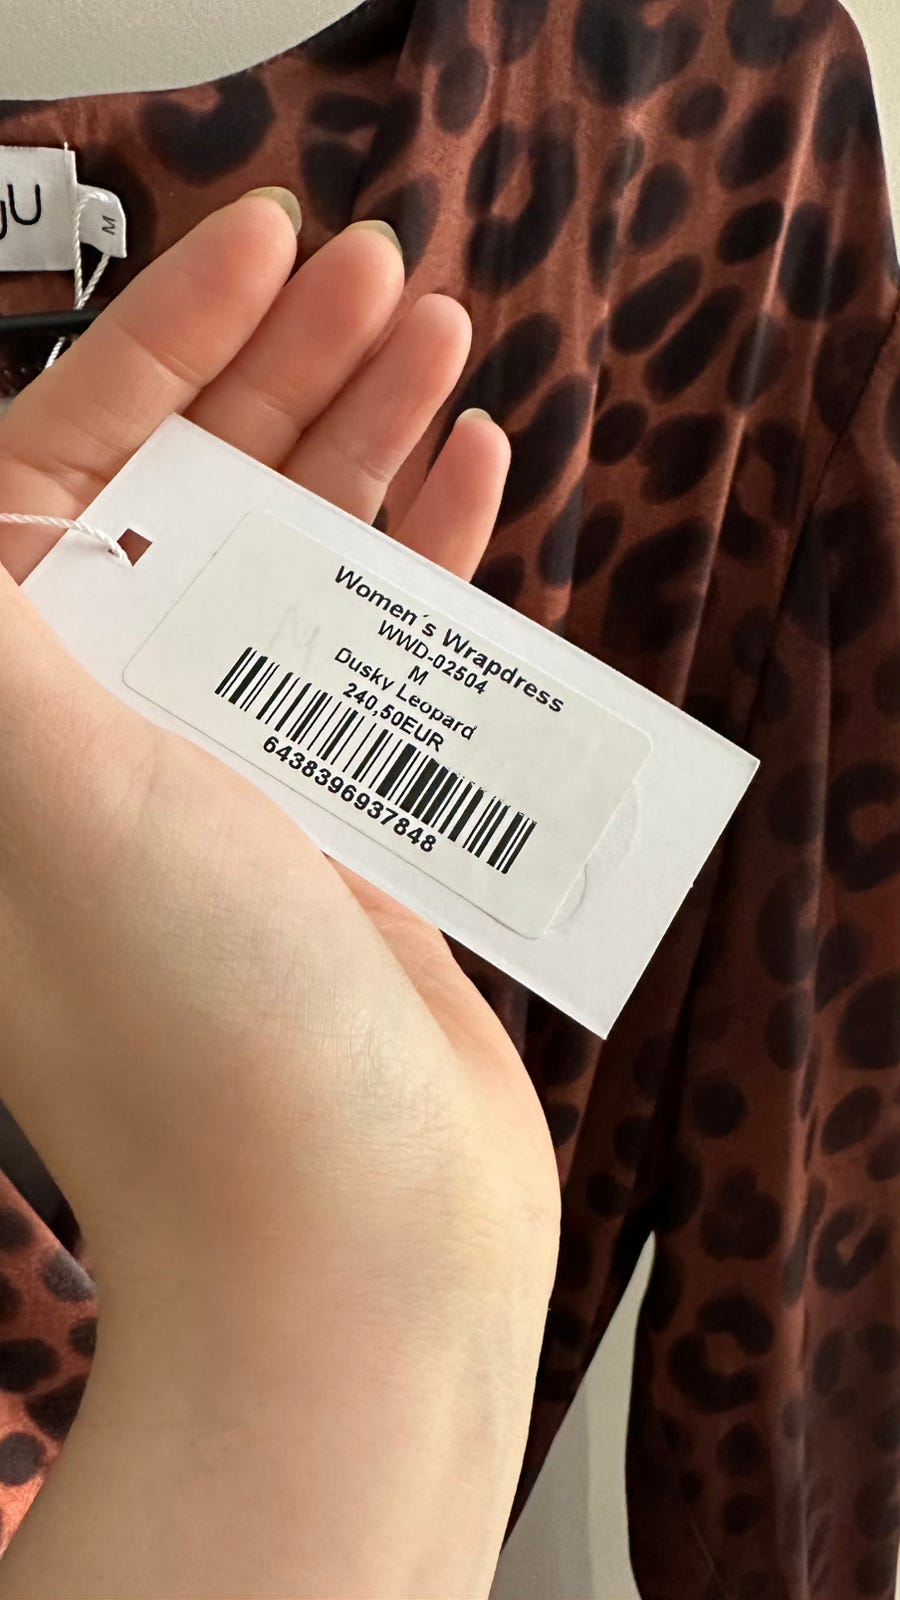 M
Women´s Wrapdress
WWD-02504
M
Dusky Leopard
240,50EUR
6438396937848